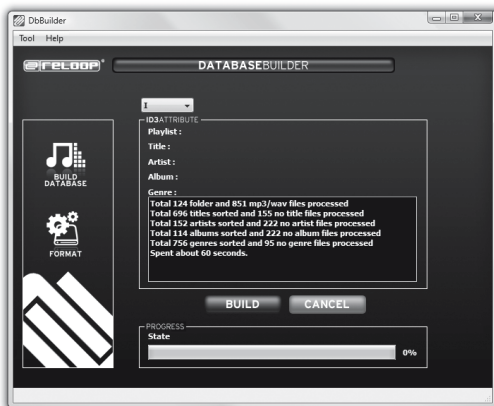 DbBuilder
Tool Help
reloop®
DATABASEBUILDER
I
ID3ATTRIBUTE
Playlist :
Title :
Artist :
Album :
Genre :
Total 124 folder and 851 mp3/wav files processed
Total 696 titles sorted and 155 no title files processed
Total 152 artists sorted and 222 no artist files processed
Total 114 albums sorted and 222 no album files processed
Total 756 genres sorted and 95 no genre files processed
Spent about 60 seconds.
BUILD
DATABASE
FORMAT
BUILD CANCEL
PROGRESS
State
0%